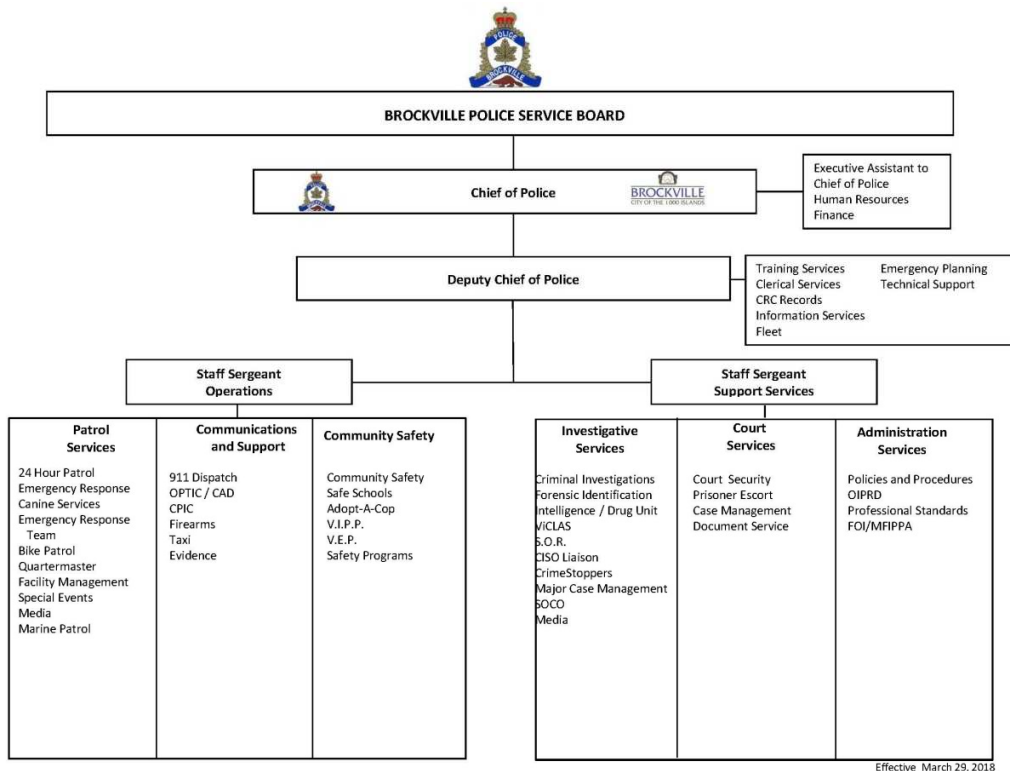 POLICE
BROCKVILLE
BROCKVILLE POLICE SERVICE BOARD
Chief of Police
BROCKVILLE
CITY OF THE 1000 ISLANDS
Executive Assistant to
Chief of Police
Human Resources
Finance
Deputy Chief of Police
Training Services
Clerical Services
CRC Records
Information Services
Fleet
Emergency Planning
Technical Support
Staff Sergeant
Operations
Staff Sergeant
Support Services
Patrol
Services
24 Hour Patrol
Emergency Response
Canine Services
Emergency Response
Team
Bike Patrol
Quartermaster
Facility Management
Special Events
Media
Marine Patrol
Communications
and Support
911 Dispatch
OPTIC / CAD
CPIC
Firearms
Taxi
Evidence
Community Safety
Community Safety
Safe Schools
Adopt-A-Cop
V.I.P.P.
V.E.P.
Safety Programs
Investigative
Services
Criminal Investigations
Forensic Identification
Intelligence / Drug Unit
ViCLAS
S.O.R.
CISO Liaison
CrimeStoppers
Major Case Management
SOCO
Media
Court
Services
Court Security
Prisoner Escort
Case Management
Document Service
Administration
Services
Policies and Procedures
OIPRD
Professional Standards
FOI/MFIPPA
Effective March 29, 2018